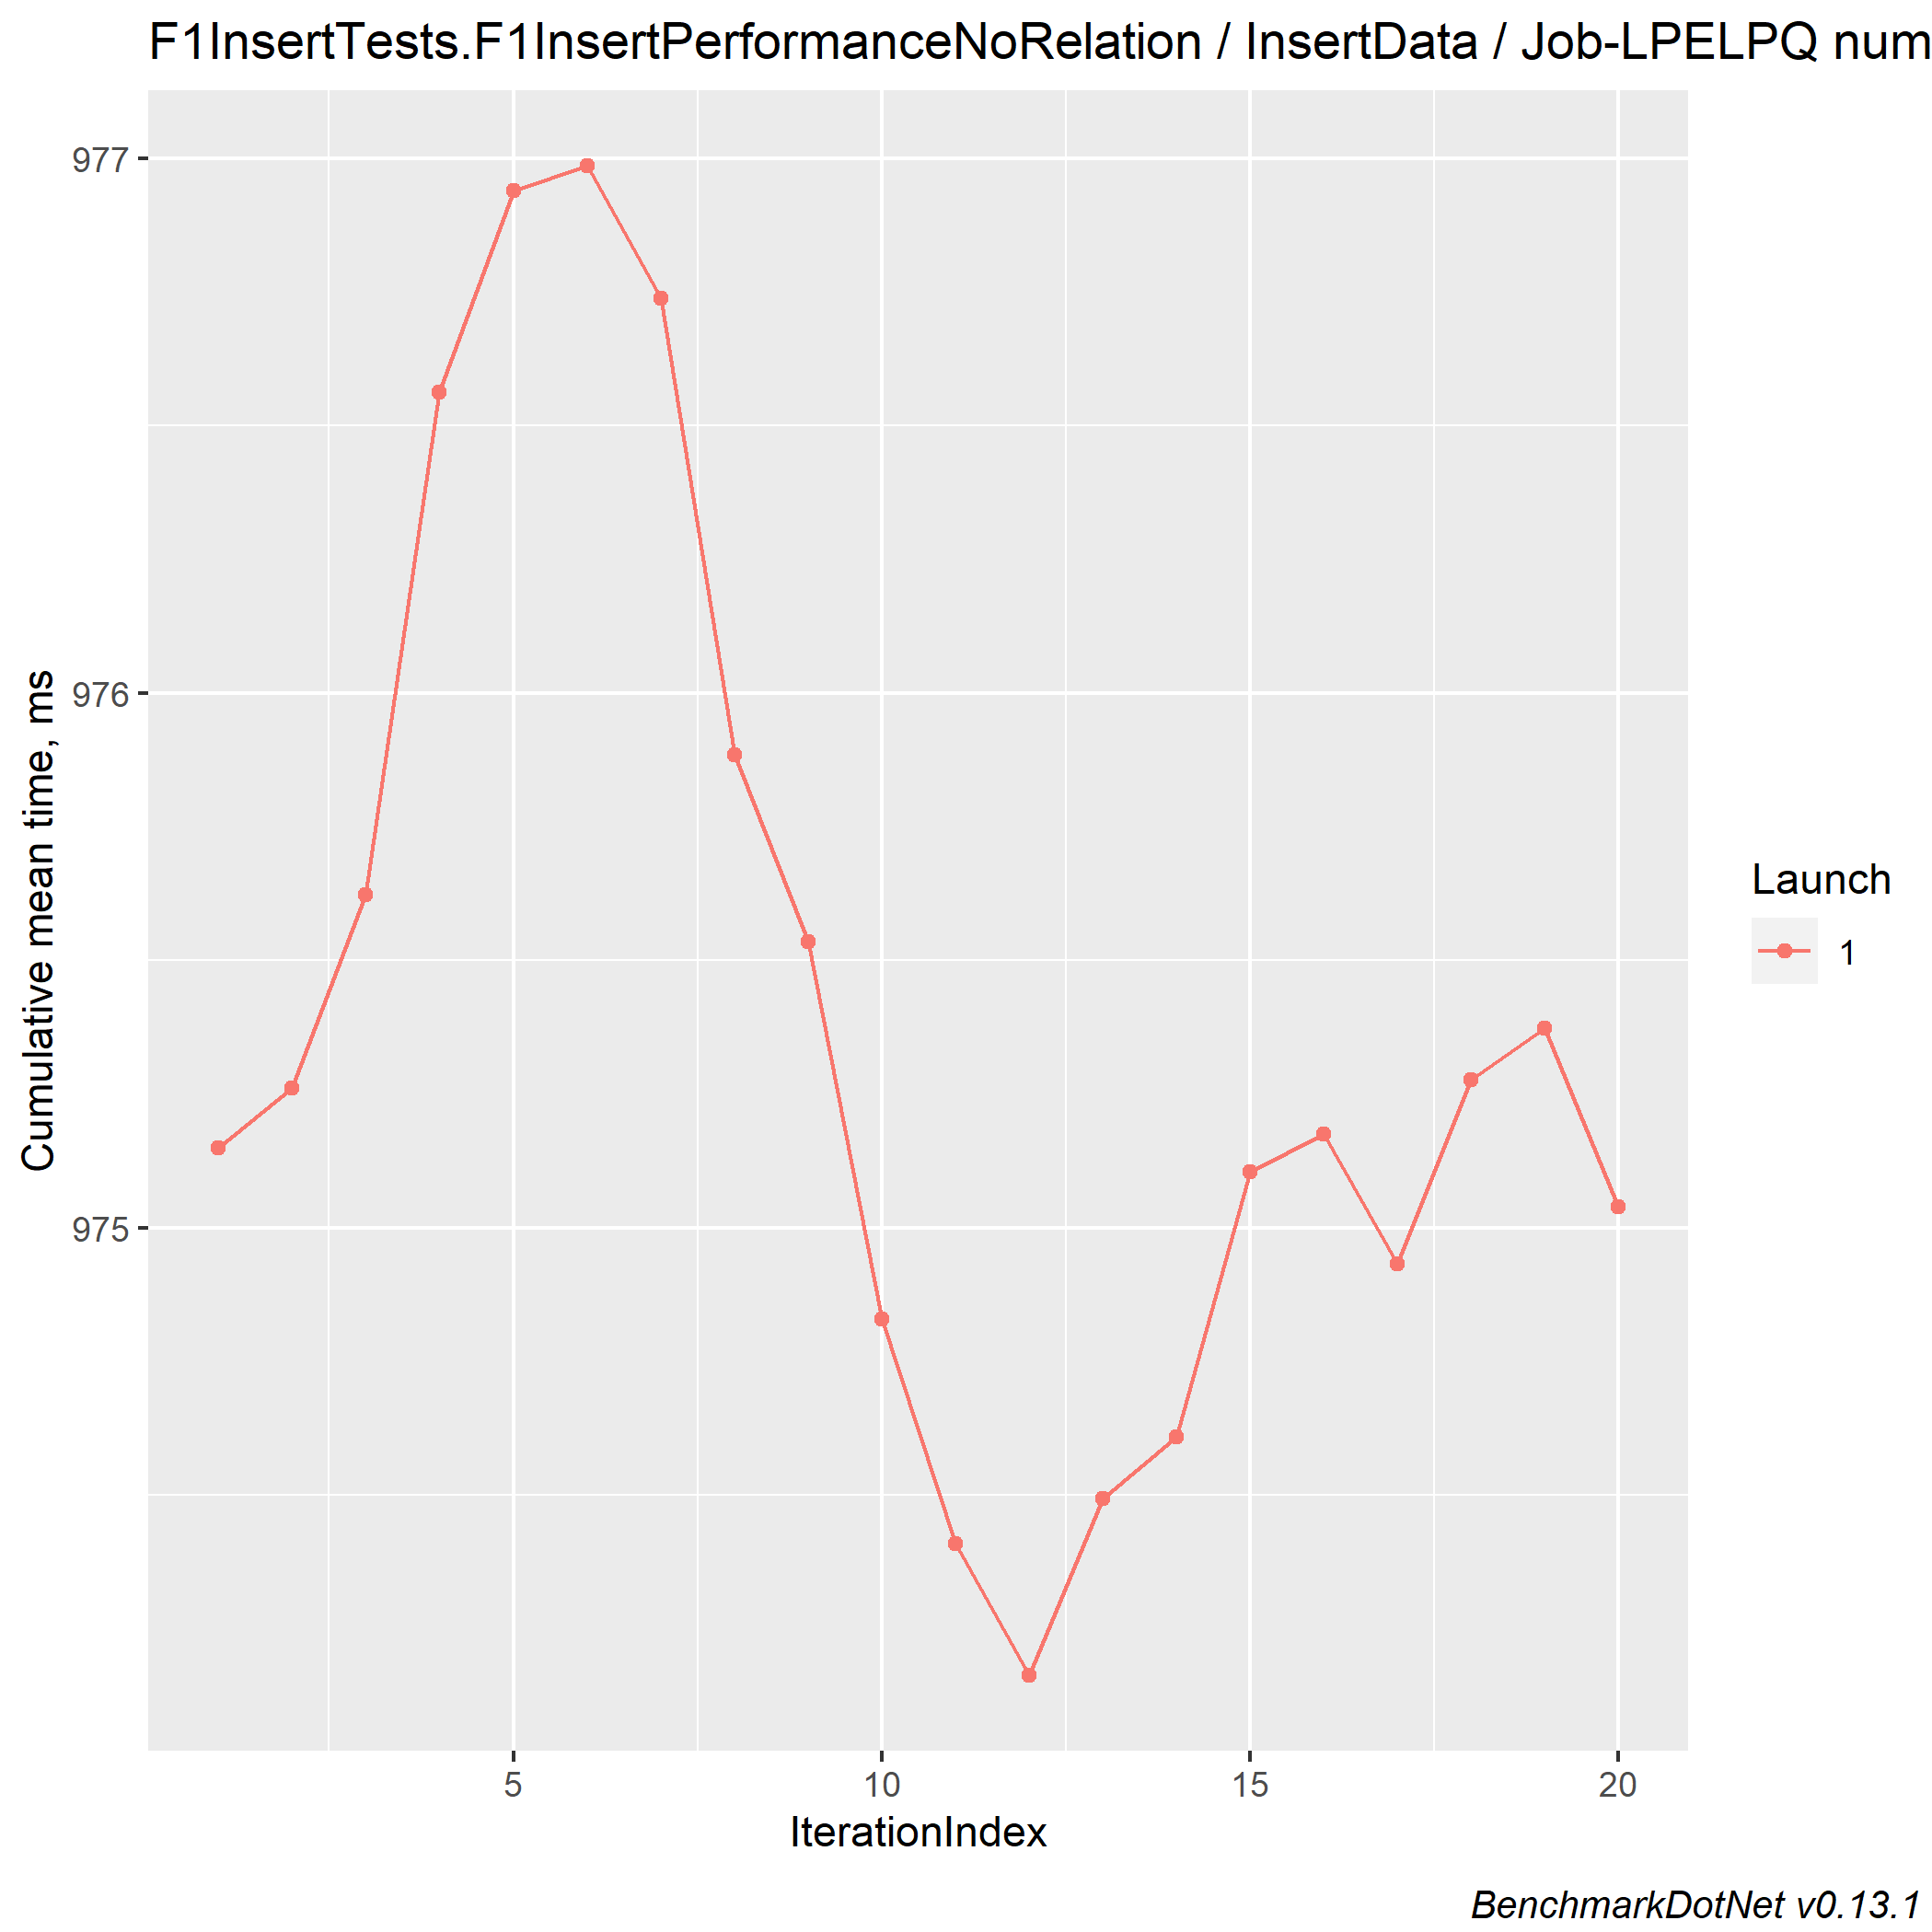 F1InsertTests.F1InsertPerformanceNoRelation / InsertData / Job-LPELPQ num
977
976
975
Cumulative mean time, ms
5 10 15 20
IterationIndex
Launch
1
BenchmarkDotNet v0.13.1